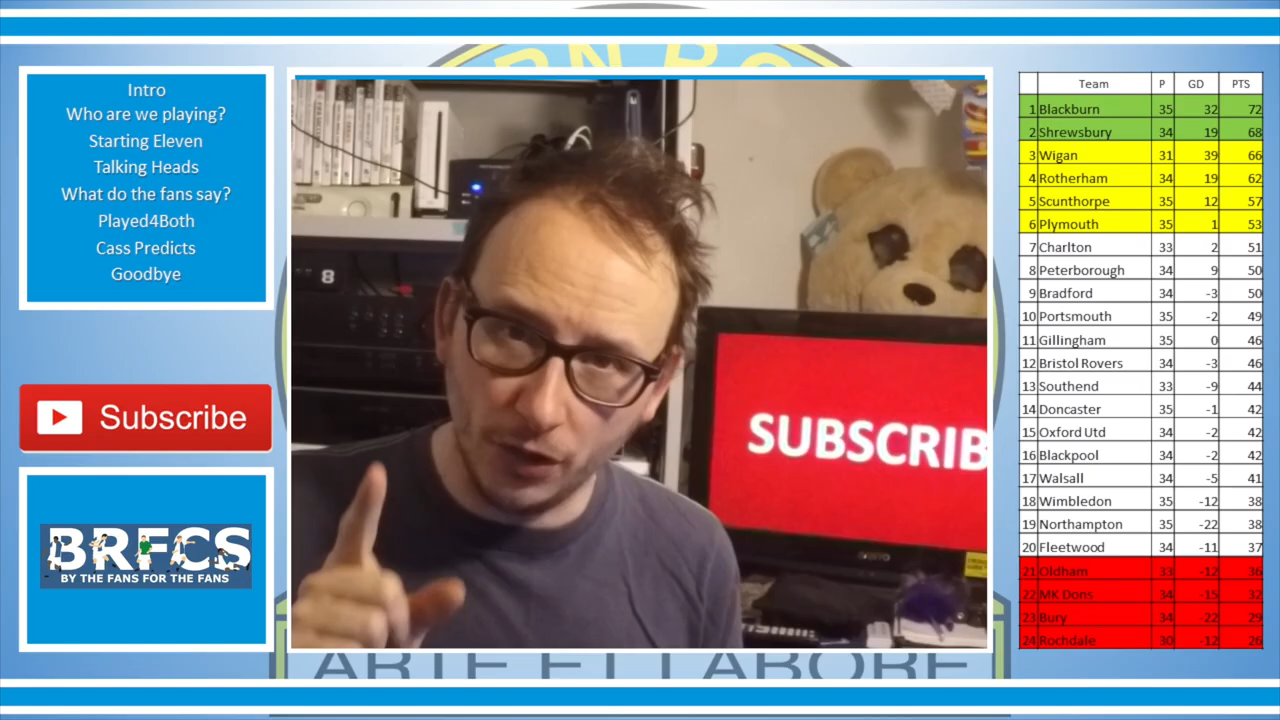 RN RO
Intro
Who are we playing?
Starting Eleven
Talking Heads
What do the fans say?
Played4Both
Cass Predicts
Goodbye
Subscribe
BRFCS
BY THE FANS FOR THE FANS
8
SUBSCRIB
SANYO
ARTE ET LABORE
Team P GD PTS
1 Blackburn 35 32 72
2 Shrewsbury 34 19 68
3 Wigan 31 39 66
4 Rotherham 34 19 62
5 Scunthorpe 35 12 57
6 Plymouth 35 1 53
7 Charlton 33 2 51
8 Peterborough 34 9 50
9 Bradford 34 -3 50
10 Portsmouth 35 -2 49
11 Gillingham 35 0 46
12 Bristol Rovers 34 -3 46
13 Southend 33 -9 44
14 Doncaster 35 -1 42
15 Oxford Utd 34 -2 42
16 Blackpool 34 -2 42
17 Walsall 34 -5 41
18 Wimbledon 35 -12 38
19 Northampton 35 -22 38
20 Fleetwood 34 -11 37
21 Oldham 33 -12 36
22 MK Dons 34 -15 32
23 Bury 34 -22 29
24 Rochdale 30 -12 26